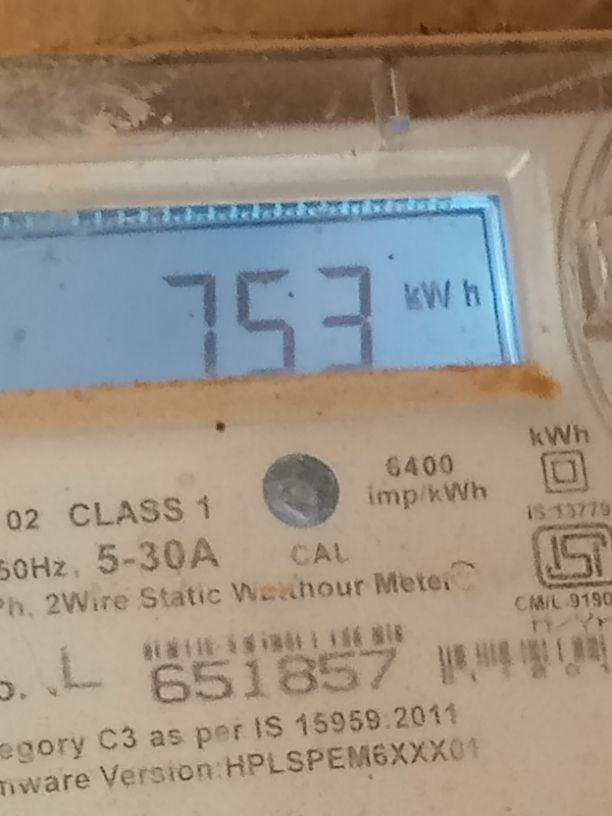 753 kWh
kWh
6400
imp/kWh
IS 13779
02 CLASS 1
50Hz, 5-30A
CAL
Ph, 2Wire Static Watthour Meter
CM/L-9190
o. L 651857
egory C3 as per IS 15959:2011
mware Version:HPLSPEM6XXX01